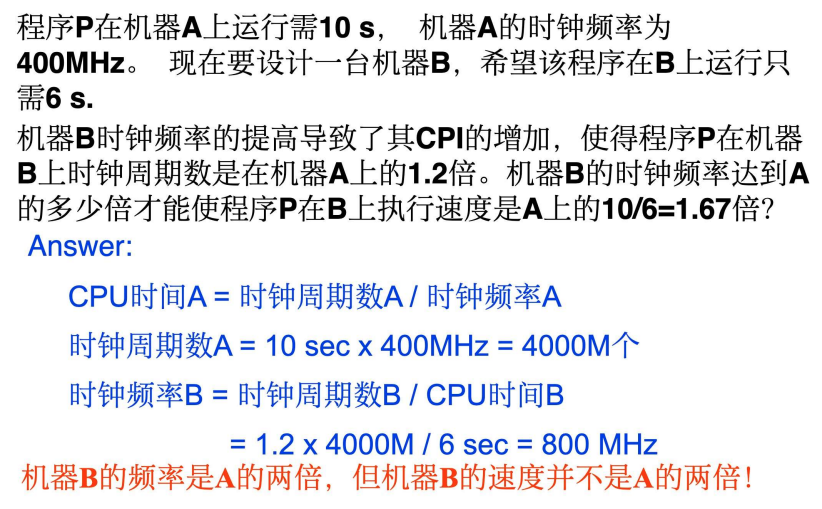 程序P在机器A上运行需10 s， 机器A的时钟频率为
400MHz。 现在要设计一台机器B，希望该程序在B上运行只
需6 s.
机器B时钟频率的提高导致了其CPI的增加，使得程序P在机器
B上时钟周期数是在机器A上的1.2倍。机器B的时钟频率达到A
的多少倍才能使程序P在B上执行速度是A上的10/6=1.67倍?
Answer:
CPU时间A = 时钟周期数A / 时钟频率A
时钟周期数A = 10 sec x 400MHz = 4000M个
时钟频率B = 时钟周期数B / CPU时间B
= 1.2 x 4000M / 6 sec = 800 MHz
机器B的频率是A的两倍，但机器B的速度并不是A的两倍！